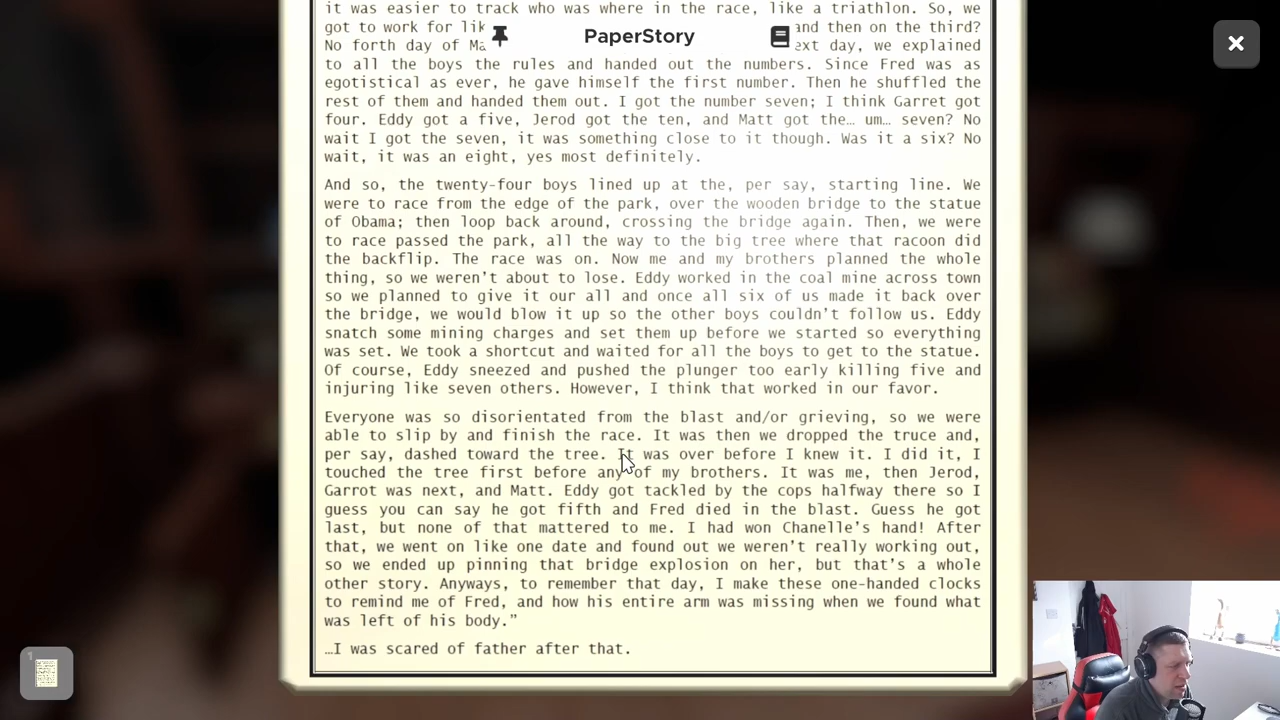 it was easier to track who was where in the race, like a triathlon. So, we
got to work for lik
and then on the third?
PaperStory
No forth day of Ma
ext day, we explained
to all the boys the rules and handed out the numbers. Since Fred was as
egotistical as ever, he gave himself the first number. Then he shuffled the
rest of them and handed them out. I got the number seven; I think Garret got
four. Eddy got a five, Jerod got the ten, and Matt got the… um… seven? No
wait I got the seven, it was something close to it though. Was it a six? No
wait, it was an eight, yes most definitely.
And so, the twenty-four boys lined up at the, per say, starting line. We
were to race from the edge of the park, over the wooden bridge to the statue
of Obama; then loop back around, crossing the bridge again. Then, we were
to race passed the park, all the way to the big tree where that racoon did
the backflip. The race was on. Now me and my brothers planned the whole
thing, so we weren't about to lose. Eddy worked in the coal mine across town
so we planned to give it our all and once all six of us made it back over
the bridge, we would blow it up so the other boys couldn't follow us. Eddy
snatch some mining charges and set them up before we started so everything
was set. We took a shortcut and waited for all the boys to get to the statue.
Of course, Eddy sneezed and pushed the plunger too early killing five and
injuring like seven others. However, I think that worked in our favor.
Everyone was so disorientated from the blast and/or grieving, so we were
able to slip by and finish the race. It was then we dropped the truce and,
per say, dashed toward the tree. It was over before I knew it. I did it, I
touched the tree first before any of my brothers. It was me, then Jerod,
Garrot was next, and Matt. Eddy got tackled by the cops halfway there so I
guess you can say he got fifth and Fred died in the blast. Guess he got
last, but none of that mattered to me. I had won Chanelle's hand! After
that, we went on like one date and found out we weren't really working out,
so we ended up pinning that bridge explosion on her, but that's a whole
other story. Anyways, to remember that day, I make these one-handed clocks
to remind me of Fred, and how his entire arm was missing when we found what
was left of his body."
…I was scared of father after that.
1